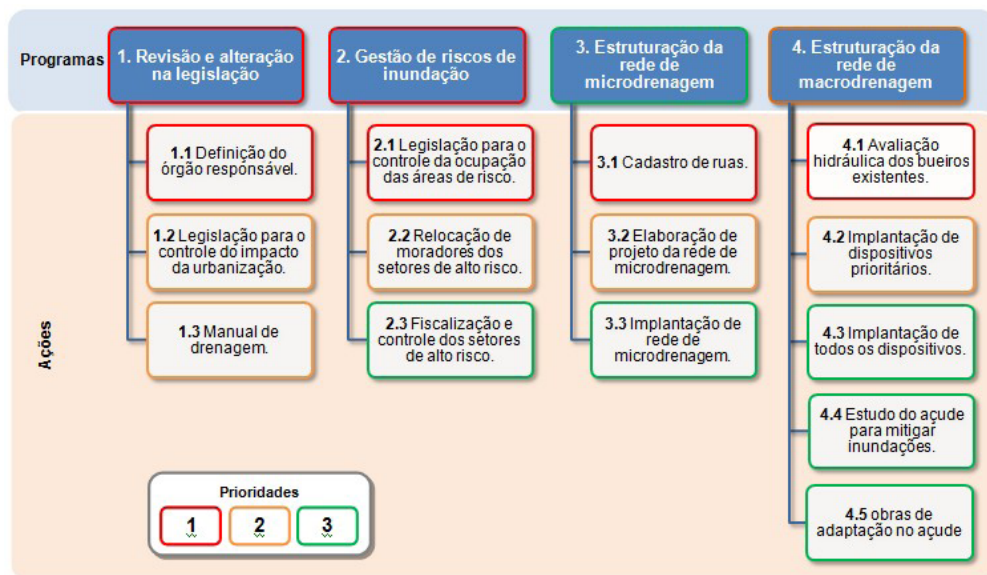 Programas
1. Revisão e alteração
na legislação
2. Gestão de riscos de
inundação
3. Estruturação da
rede de
microdrenagem
4. Estruturação da
rede de
macrodrenagem
Ações
1.1 Definição do
órgão responsável.
1.2 Legislação para o
controle do impacto
da urbanização.
1.3 Manual de
drenagem.
2.1 Legislação para o
controle da ocupação
das áreas de risco.
2.2 Relocação de
moradores dos
setores de alto risco.
2.3 Fiscalização e
controle dos setores
de alto risco.
3.1 Cadastro de ruas.
3.2 Elaboração de
projeto da rede de
microdrenagem.
3.3 Implantação de
rede de
microdrenagem.
4.1 Avaliação
hidráulica dos bueiros
existentes.
4.2 Implantação de
dispositivos
prioritários.
4.3 Implantação de
todos os dispositivos.
4.4 Estudo do açude
para mitigar
inundações.
4.5 obras de
adaptação no açude
Prioridades
1 2 3